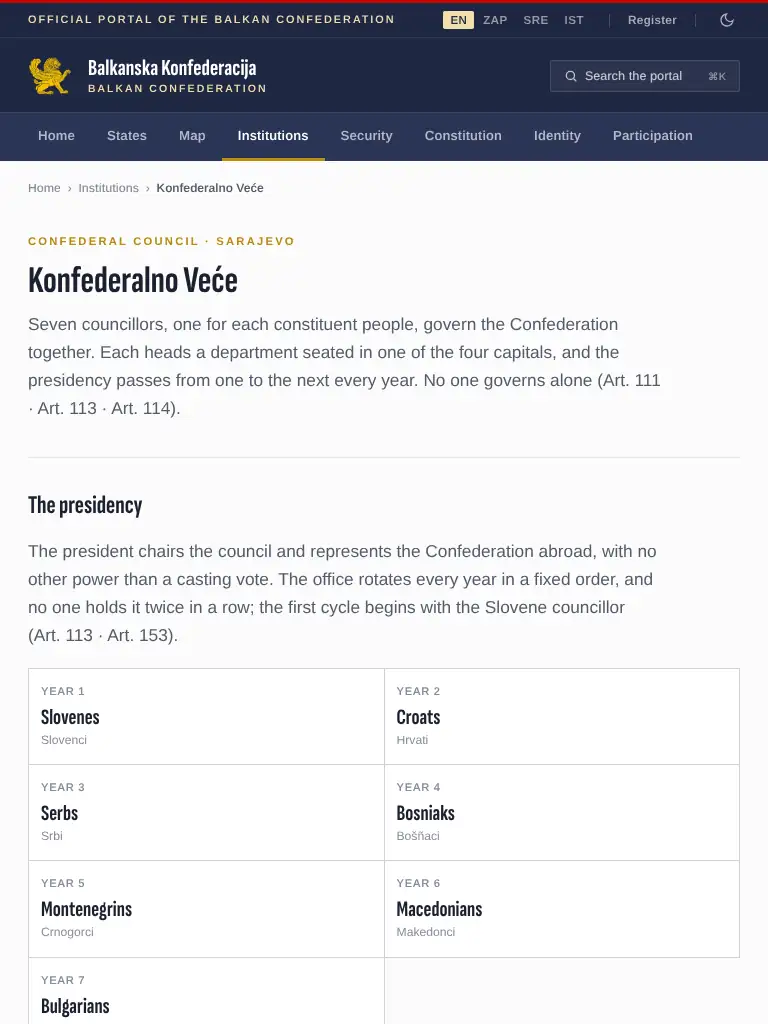 OFFICIAL PORTAL OF THE BALKAN CONFEDERATION
EN ZAP SRE IST Register
Balkanska Konfederacija
BALKAN CONFEDERATION
Search the portal ⌘K
Home States Map Institutions Security Constitution Identity Participation
Home › Institutions › Konfederalno Veće
CONFEDERAL COUNCIL · SARAJEVO
Konfederalno Veće
Seven councillors, one for each constituent people, govern the Confederation
together. Each heads a department seated in one of the four capitals, and the
presidency passes from one to the next every year. No one governs alone (Art. 111
· Art. 113 · Art. 114).
The presidency
The president chairs the council and represents the Confederation abroad, with no
other power than a casting vote. The office rotates every year in a fixed order, and
no one holds it twice in a row; the first cycle begins with the Slovene councillor
(Art. 113 · Art. 153).
YEAR 1
Slovenes
Slovenci
YEAR 2
Croats
Hrvati
YEAR 3
Serbs
Srbi
YEAR 4
Bosniaks
Bošňaci
YEAR 5
Montenegrins
Crnogorci
YEAR 6
Macedonians
Makedonci
YEAR 7
Bulgarians